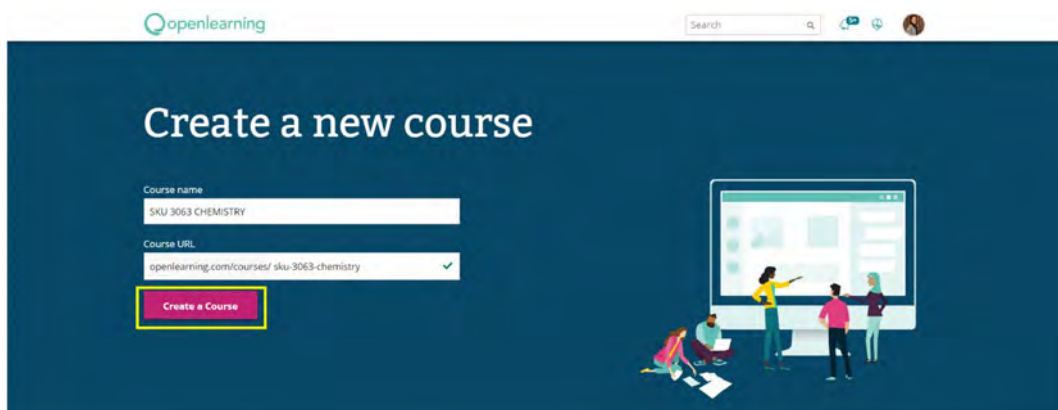 openlearning
Search
5+
Create a new course
Course name
SKU 3063 CHEMISTRY
Course URL
openlearning.com/courses/ sku-3063-chemistry
Create a Course